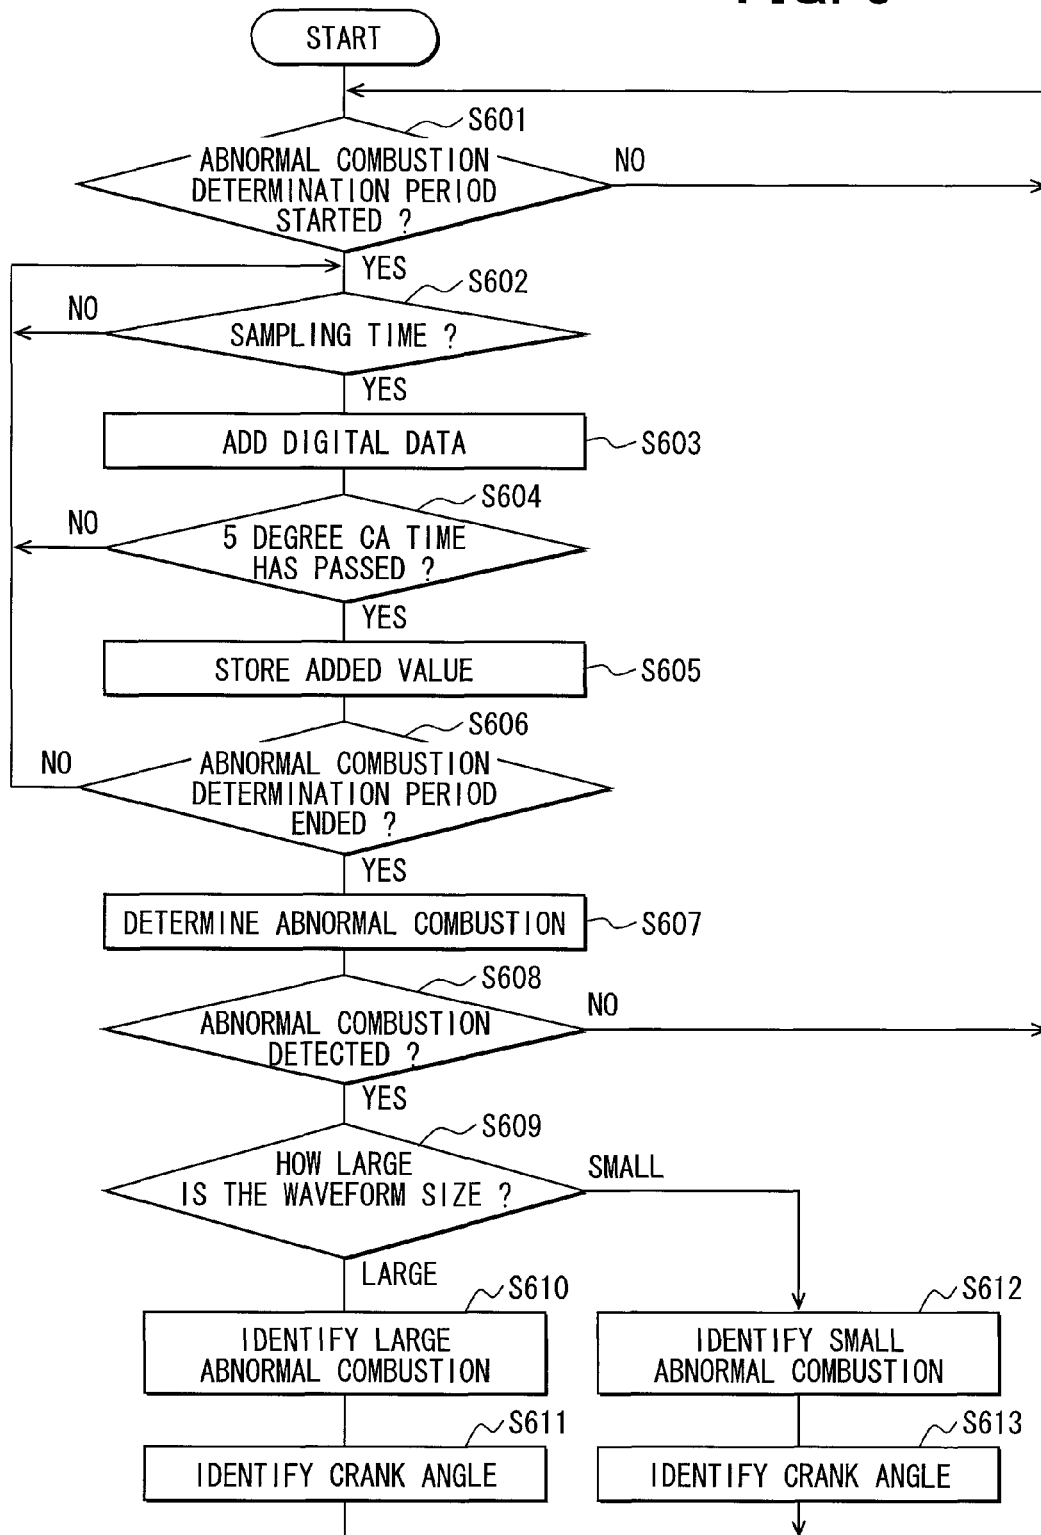 START
S601
ABNORMAL COMBUSTION
DETERMINATION PERIOD
STARTED ?
NO
YES
S602
NO
SAMPLING TIME ?
YES
ADD DIGITAL DATA
S603
S604
NO
5 DEGREE CA TIME
HAS PASSED ?
YES
STORE ADDED VALUE
S605
S606
NO
ABNORMAL COMBUSTION
DETERMINATION PERIOD
ENDED ?
YES
DETERMINE ABNORMAL COMBUSTION
S607
S608
NO
ABNORMAL COMBUSTION
DETECTED ?
YES
S609
HOW LARGE
IS THE WAVEFORM SIZE ?
SMALL
LARGE
S610
IDENTIFY LARGE
ABNORMAL COMBUSTION
S612
IDENTIFY SMALL
ABNORMAL COMBUSTION
S611
IDENTIFY CRANK ANGLE
S613
IDENTIFY CRANK ANGLE